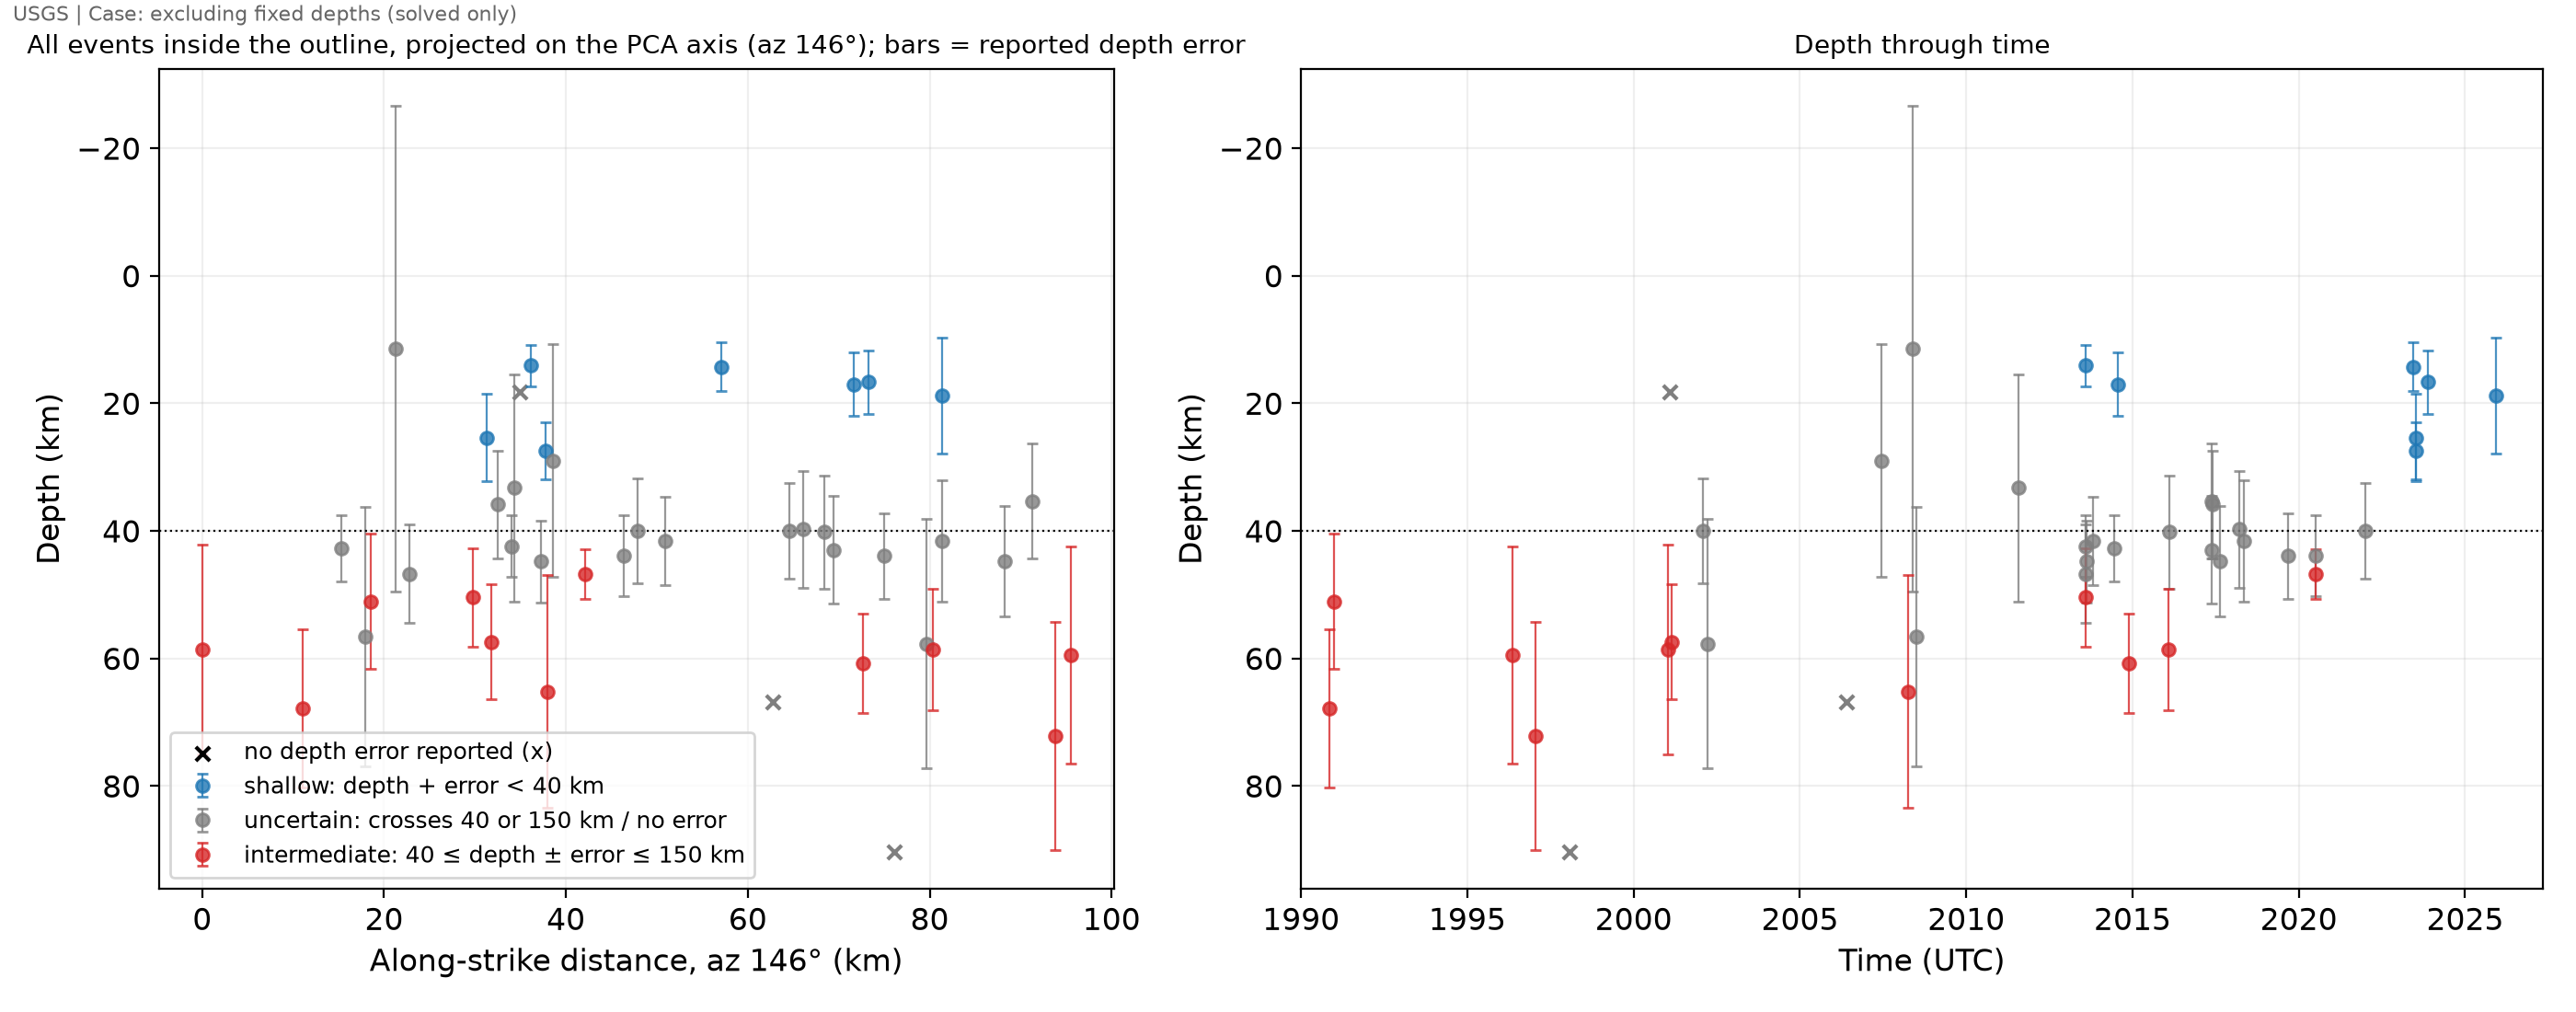 USGS | Case: excluding fixed depths (solved only)
All events inside the outline, projected on the PCA axis (az 146°); bars = reported depth error
−20
0
20
40
60
80
Depth (km)
no depth error reported (x)
shallow: depth + error < 40 km
uncertain: crosses 40 or 150 km / no error
intermediate: 40 ≤ depth ± error ≤ 150 km
0 20 40 60 80 100
Along-strike distance, az 146° (km)
Depth through time
−20
0
20
40
60
80
Depth (km)
1990 1995 2000 2005 2010 2015 2020 2025
Time (UTC)